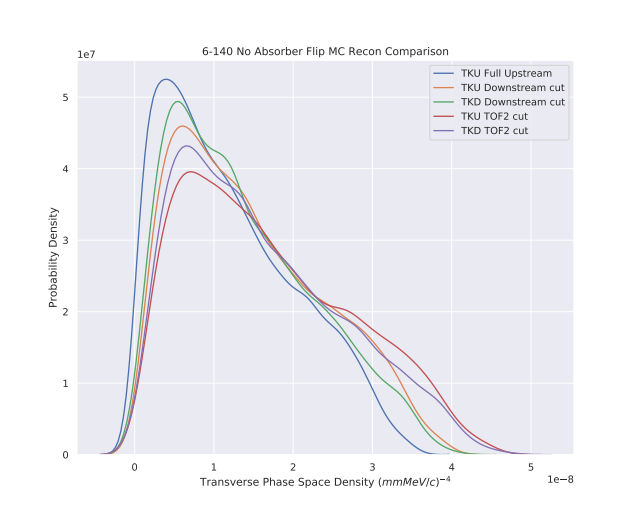 6-140 No Absorber Flip MC Recon Comparison
1e7
TKU Full Upstream
TKU Downstream cut
TKD Downstream cut
TKU TOF2 cut
TKD TOF2 cut
Probability Density
5
4
3
2
1
0
0 1 2 3 4 5
1e−8
Transverse Phase Space Density (mmMeV/c)⁻⁴